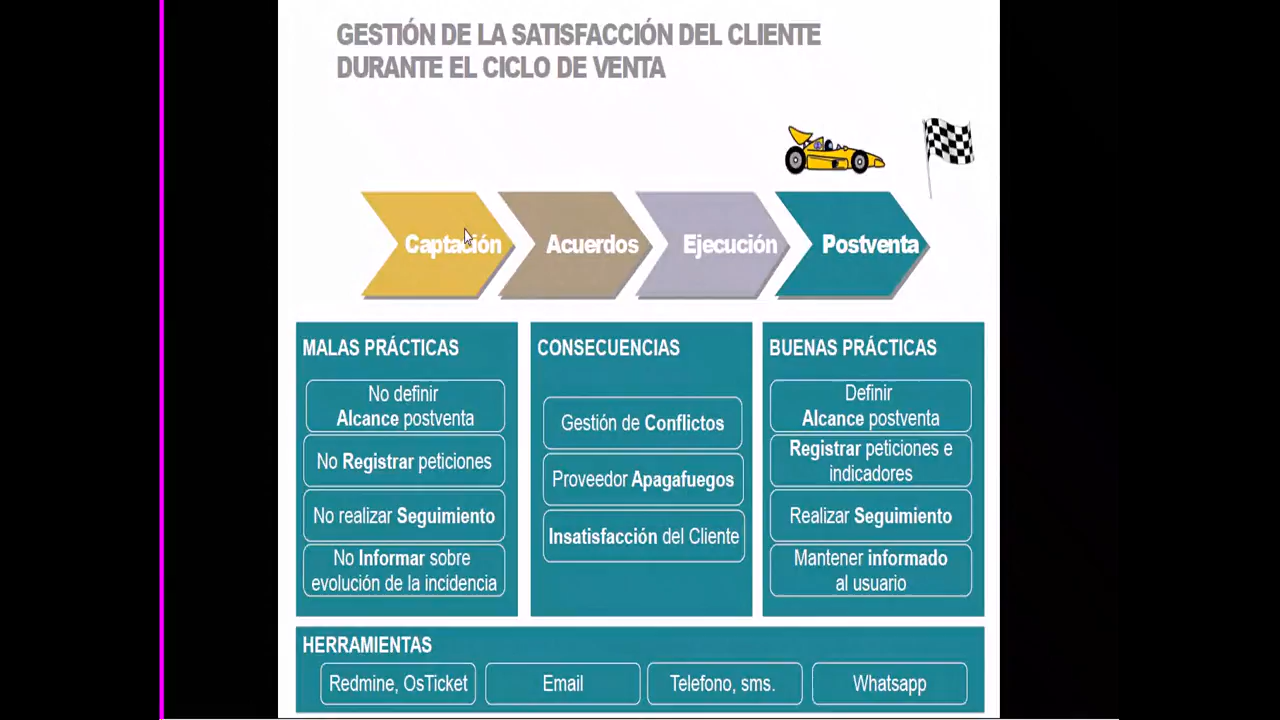 GESTIÓN DE LA SATISFACCIÓN DEL CLIENTE
DURANTE EL CICLO DE VENTA
Captación
Acuerdos
Ejecución
Postventa
MALAS PRÁCTICAS
No definir
Alcance postventa
No Registrar peticiones
No realizar Seguimiento
No Informar sobre
evolución de la incidencia
CONSECUENCIAS
Gestión de Conflictos
Proveedor Apagafuegos
Insatisfacción del Cliente
BUENAS PRÁCTICAS
Definir
Alcance postventa
Registrar peticiones e
indicadores
Realizar Seguimiento
Mantener informado
al usuario
HERRAMIENTAS
Redmine, OsTicket
Email
Telefono, sms.
Whatsapp